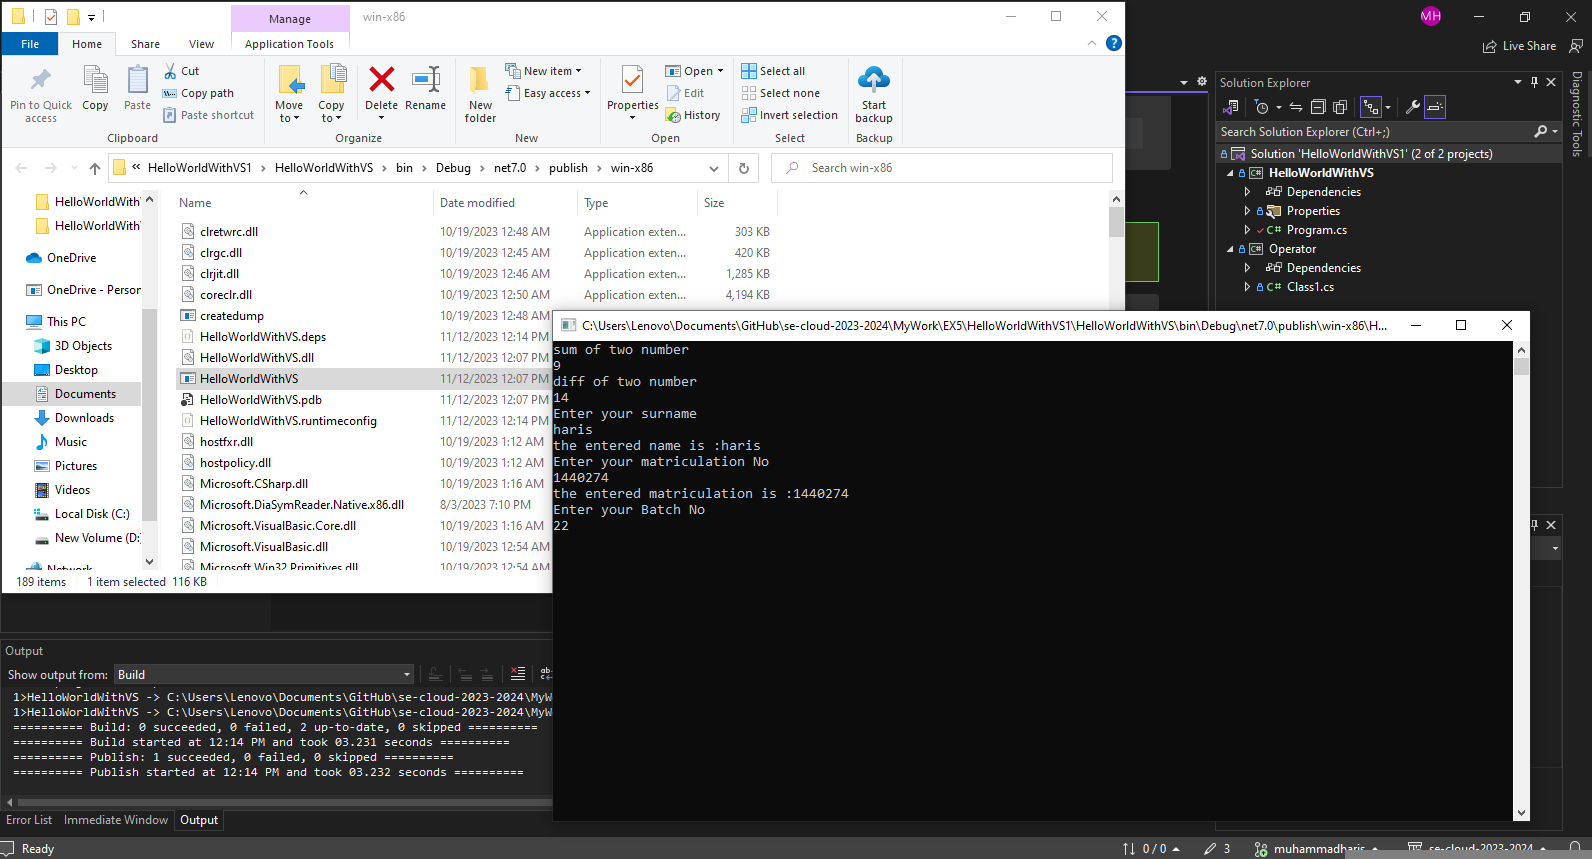 Manage
win-x86
File
Home
Share
View
Application Tools
Pin to Quick access
Copy
Paste
Cut
Copy path
Paste shortcut
Clipboard
Move to
Copy to
Delete
Rename
Organize
New folder
New item
Easy access
New
Properties
Open
Edit
History
Open
Select all
Select none
Invert selection
Select
Start backup
Backup
« HelloWorldWithVS1 > HelloWorldWithVS > bin > Debug > net7.0 > publish > win-x86
Search win-x86
HelloWorldWith
HelloWorldWith
OneDrive
OneDrive - Person
This PC
3D Objects
Desktop
Documents
Downloads
Music
Pictures
Videos
Local Disk (C:)
New Volume (D:)
Network
Name Date modified Type Size
clretwrc.dll 10/19/2023 12:48 AM Application exten... 303 KB
clrgc.dll 10/19/2023 12:45 AM Application exten... 420 KB
clrjit.dll 10/19/2023 12:46 AM Application exten... 1,285 KB
coreclr.dll 10/19/2023 12:50 AM Application exten... 4,194 KB
createdump 10/19/2023 12:48 AM
HelloWorldWithVS.deps 11/12/2023 12:14 PM
HelloWorldWithVS.dll 11/12/2023 12:07 PM
HelloWorldWithVS 11/12/2023 12:07 PM
HelloWorldWithVS.pdb 11/12/2023 12:07 PM
HelloWorldWithVS.runtimeconfig 11/12/2023 12:14 PM
hostfxr.dll 10/19/2023 1:12 AM
hostpolicy.dll 10/19/2023 1:12 AM
Microsoft.CSharp.dll 10/19/2023 1:16 AM
Microsoft.DiaSymReader.Native.x86.dll 8/3/2023 7:10 PM
Microsoft.VisualBasic.Core.dll 10/19/2023 1:16 AM
Microsoft.VisualBasic.dll 10/19/2023 12:54 AM
Microsoft.Win32.Primitives.dll 10/19/2023 12:54 AM
189 items 1 item selected 116 KB
C:\Users\Lenovo\Documents\GitHub\se-cloud-2023-2024\MyWork\EX5\HelloWorldWithVS1\HelloWorldWithVS\bin\Debug\net7.0\publish\win-x86\H...
sum of two number
9
diff of two number
14
Enter your surname
haris
the entered name is :haris
Enter your matriculation No
1440274
the entered matriculation is :1440274
Enter your Batch No
22
MH
Live Share
Diagnostic Tools
Solution Explorer
Search Solution Explorer (Ctrl+;)
Solution 'HelloWorldWithVS1' (2 of 2 projects)
C# HelloWorldWithVS
Dependencies
Properties
C# Program.cs
C# Operator
Dependencies
C# Class1.cs
Output
Show output from: Build
1>HelloWorldWithVS -> C:\Users\Lenovo\Documents\GitHub\se-cloud-2023-2024\MyW
1>HelloWorldWithVS -> C:\Users\Lenovo\Documents\GitHub\se-cloud-2023-2024\MyW
========== Build: 0 succeeded, 0 failed, 2 up-to-date, 0 skipped ==========
========== Build started at 12:14 PM and took 03.231 seconds ==========
========== Publish: 1 succeeded, 0 failed, 0 skipped ==========
========== Publish started at 12:14 PM and took 03.232 seconds ==========
Error List
Immediate Window
Output
Ready
0 / 0
3
muhammadharis
se-cloud-2023-2024